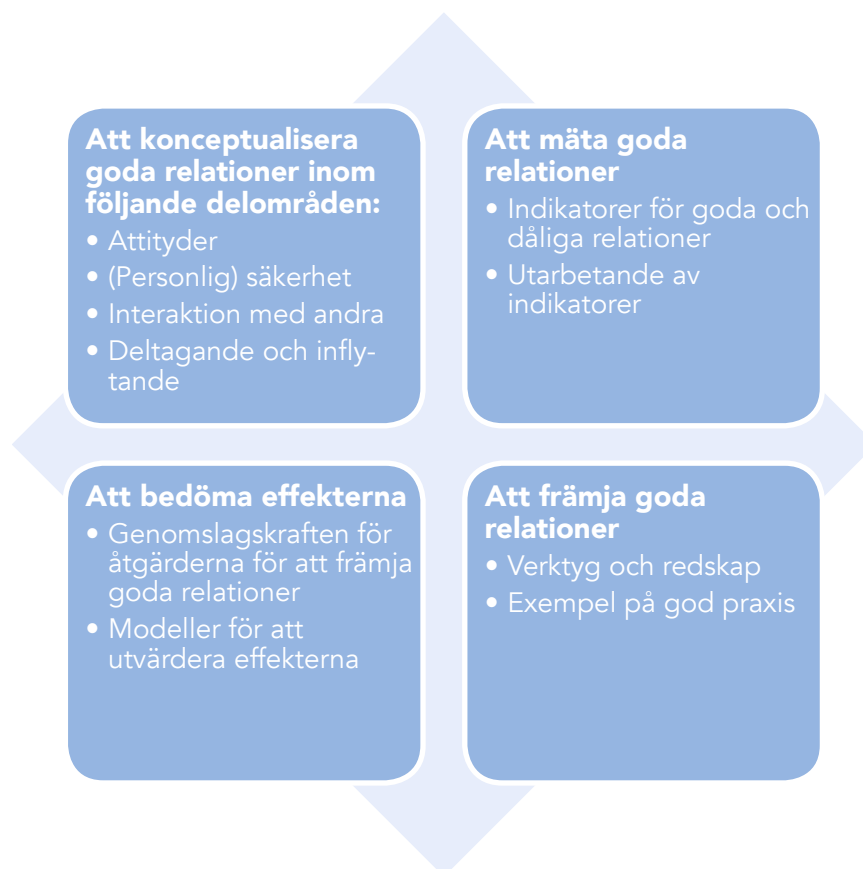 Att konceptualisera
goda relationer inom
följande delområden:
• Attityder
• (Personlig) säkerhet
• Interaktion med andra
• Deltagande och infly-
tande
Att mäta goda
relationer
• Indikatorer för goda och
dåliga relationer
• Utarbetande av
indikatorer
Att bedöma effekterna
• Genomslagskraften för
åtgärderna för att främja
goda relationer
• Modeller för att
utvärdera effekterna
Att främja goda
relationer
• Verktyg och redskap
• Exempel på god praxis